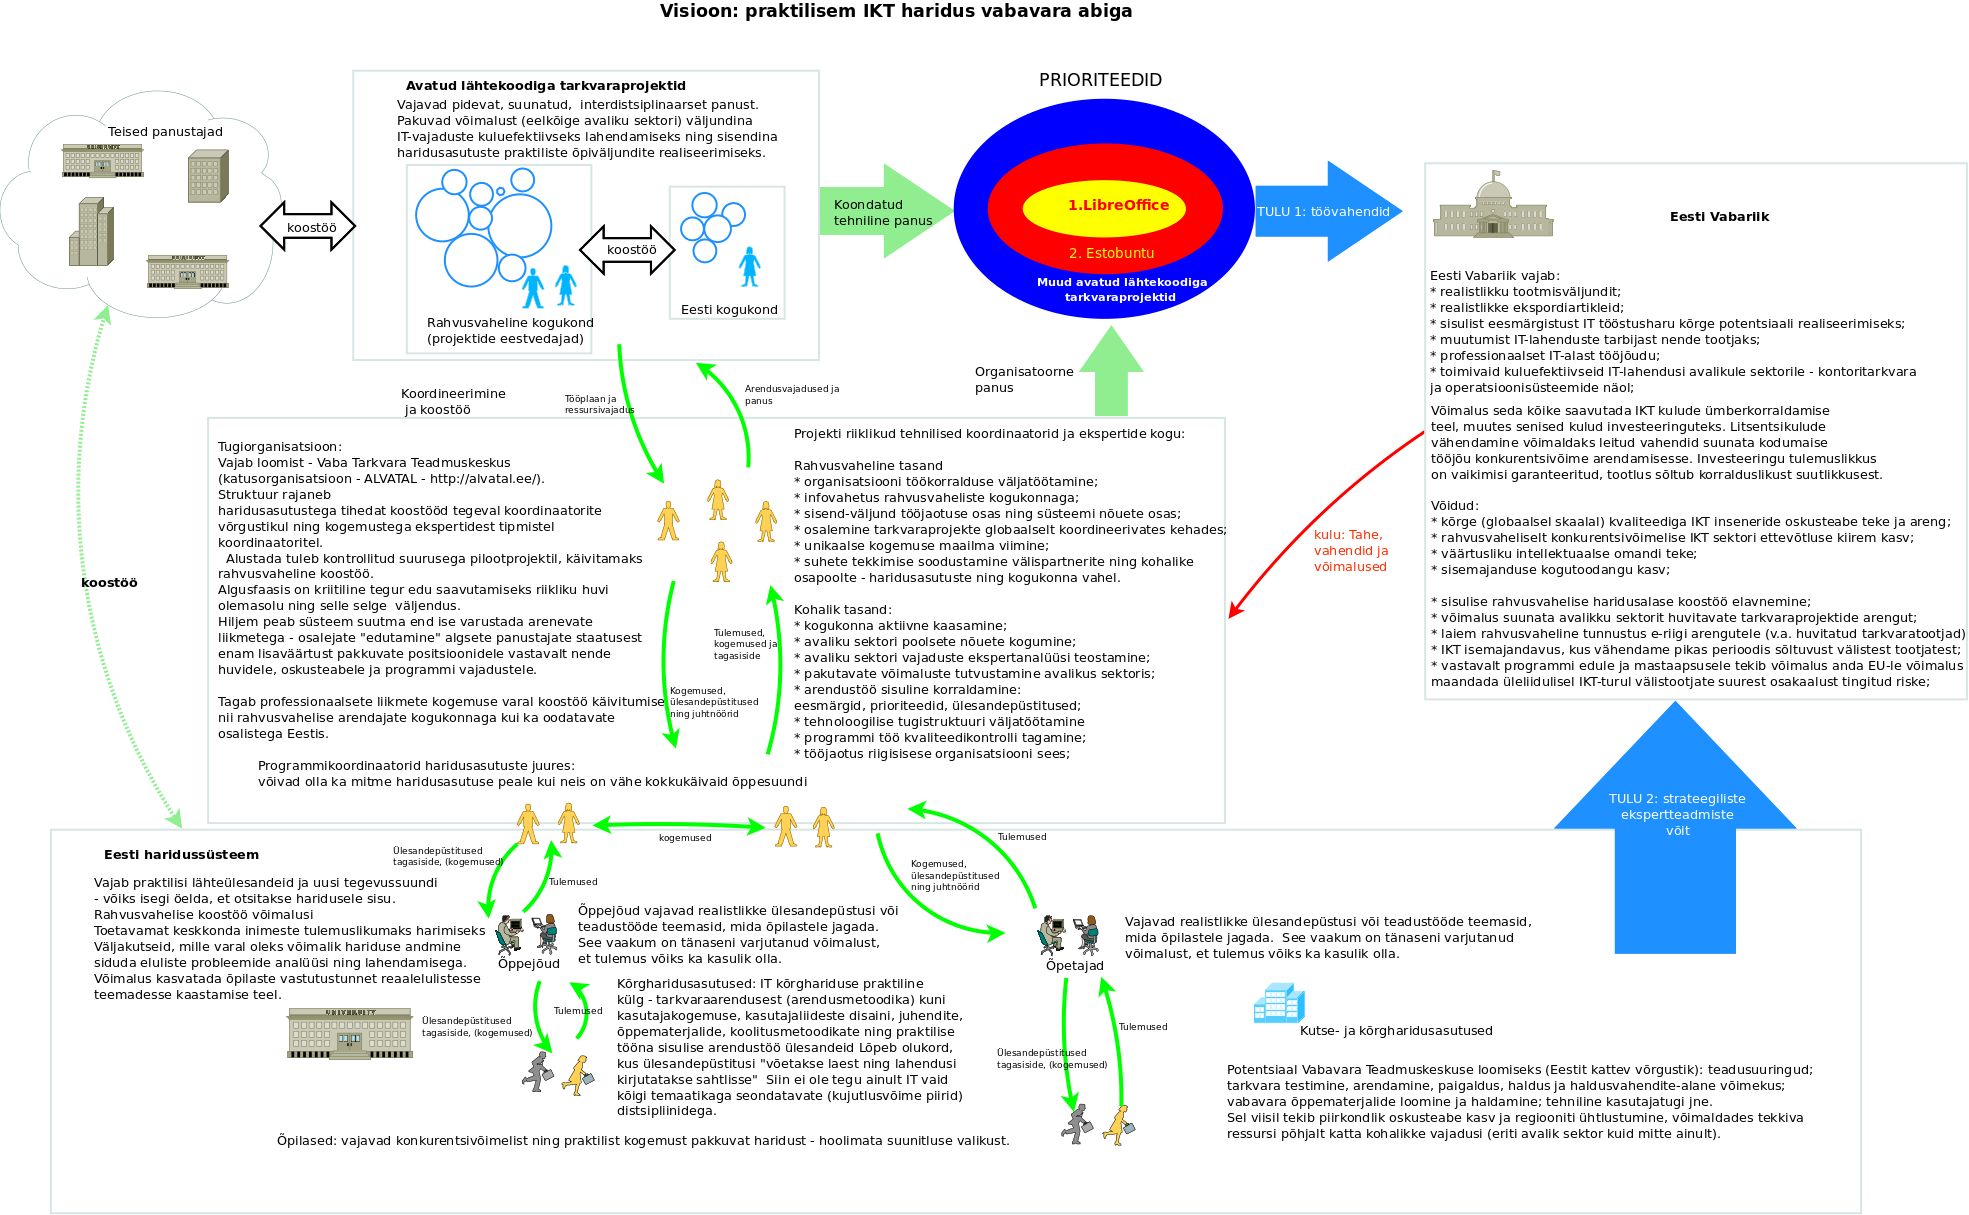 Visioon: praktilisem IKT haridus vabavara abiga
Teised panustajad
koostöö
Avatud lähtekoodiga tarkvaraprojektid
Vajavad pidevat, suunatud,  interdistsiplinaarset panust.
Pakuvad võimalust (eelkõige avaliku sektori) väljundina
IT-vajaduste kuluefektiivseks lahendamiseks ning sisendina
haridusasutuste praktiliste õpiväljundite realiseerimiseks.
koostöö
Rahvusvaheline kogukond
(projektide eestvedajad)
Eesti kogukond
Koondatud
tehniline panus
PRIORITEEDID
1.LibreOffice
2. Estobuntu
Muud avatud lähtekoodiga
tarkvaraprojektid
TULU 1: töövahendid
Organisatoorne
panus
Eesti Vabariik
Eesti Vabariik vajab:
* realistlikku tootmisväljundit;
* realistlikke ekspordiartikleid;
* sisulist eesmärgistust IT tööstusharu kõrge potentsiaali realiseerimiseks;
* muutumist IT-lahenduste tarbijast nende tootjaks;
* professionaalset IT-alast tööjõudu;
* toimivaid kuluefektiivseid IT-lahendusi avalikule sektorile - kontoritarkvara
ja operatsioonisüsteemide näol;
Võimalus seda kõike saavutada IKT kulude ümberkorraldamise
teel, muutes senised kulud investeeringuteks. Litsentsikulude
vähendamine võimaldaks leitud vahendid suunata kodumaise
tööjõu konkurentsivõime arendamisesse. Investeeringu tulemuslikkus
on vaikimisi garanteeritud, tootlus sõltub korralduslikust suutlikkusest.
Võidud:
* kõrge (globaalsel skaalal) kvaliteediga IKT inseneride oskusteabe teke ja areng;
* rahvusvaheliselt konkurentsivõimelise IKT sektori ettevõtluse kiirem kasv;
* väärtusliku intellektuaalse omandi teke;
* sisemajanduse kogutoodangu kasv;
* sisulise rahvusvahelise haridusalase koostöö elavnemine;
* võimalus suunata avalikku sektorit huvitavate tarkvaraprojektide arengut;
* laiem rahvusvaheline tunnustus e-riigi arengutele (v.a. huvitatud tarkvaratootjad)
* IKT isemajandavus, kus vähendame pikas perioodis sõltuvust välistest tootjatest;
* vastavalt programmi edule ja mastaapsusele tekib võimalus anda EU-le võimalus
maandada üleliidulisel IKT-turul välistootjate suurest osakaalust tingitud riske;
Koordineerimine
ja koostöö
Tööplaan ja
ressursivajadus
Arendusvajadused ja
panus
Tugiorganisatsioon:
Vajab loomist - Vaba Tarkvara Teadmuskeskus
(katusorganisatsioon - ALVATAL - http://alvatal.ee/).
Struktuur rajaneb
haridusasutustega tihedat koostööd tegeval koordinaatorite
võrgustikul ning kogemustega ekspertidest tipmistel
koordinaatoritel.
Alustada tuleb kontrollitud suurusega pilootprojektil, käivitamaks
rahvusvaheline koostöö.
Algusfaasis on kriitiline tegur edu saavutamiseks riikliku huvi
olemasolu ning selle selge  väljendus.
Hiljem peab süsteem suutma end ise varustada arenevate
liikmetega - osalejate "edutamine" algsete panustajate staatusest
enam lisaväärtust pakkuvate positsioonidele vastavalt nende
huvidele, oskusteabele ja programmi vajadustele.
Tagab professionaalsete liikmete kogemuse varal koostöö käivitumise
nii rahvusvahelise arendajate kogukonnaga kui ka oodatavate
osalistega Eestis.
Programmikoordinaatorid haridusasutuste juures:
võivad olla ka mitme haridusasutuse peale kui neis on vähe kokkukäivaid õppesuundi
Tulemused,
kogemused ja
tagasiside
Kogemused,
ülesandepüstitused
ning juhtnöörid
Projekti riiklikud tehnilised koordinaatorid ja ekspertide kogu:
Rahvusvaheline tasand
* organisatsiooni töökorralduse väljatöötamine;
* infovahetus rahvusvaheliste kogukonnaga;
* sisend-väljund tööjaotuse osas ning süsteemi nõuete osas;
* osalemine tarkvaraprojekte globaalselt koordineerivates kehades;
* unikaalse kogemuse maailma viimine;
* suhete tekkimise soodustamine välispartnerite ning kohalike
osapoolte - haridusasutuste ning kogukonna vahel.
Kohalik tasand:
* kogukonna aktiivne kaasamine;
* avaliku sektori poolsete nõuete kogumine;
* avaliku sektori vajaduste ekspertanalüüsi teostamine;
* pakutavate võimaluste tutvustamine avalikus sektoris;
* arendustöö sisuline korraldamine:
eesmärgid, prioriteedid, ülesandepüstitused;
* tehnoloogilise tugistruktuuri väljatöötamine
* programmi töö kvaliteedikontrolli tagamine;
* tööjaotus riigisisese organisatsiooni sees;
kulu: Tahe,
vahendid ja
võimalused
koostöö
TULU 2: strateegiliste
ekspertteadmiste
võit
kogemused
Eesti haridussüsteem
Vajab praktilisi lähteülesandeid ja uusi tegevussuundi
- võiks isegi öelda, et otsitakse haridusele sisu.
Rahvusvahelise koostöö võimalusi
Toetavamat keskkonda inimeste tulemuslikumaks harimiseks
Väljakutseid, mille varal oleks võimalik hariduse andmine
siduda eluliste probleemide analüüsi ning lahendamisega.
Võimalus kasvatada õpilaste vastutustunnet reaalelulistesse
teemadesse kaastamise teel.
UNIVERSITY
Ülesandepüstitused
tagasiside, (kogemused)
Tulemused
Õppejõud
Õppejõud vajavad realistlikke ülesandepüstusi või
teadustööde teemasid, mida õpilastele jagada.
See vaakum on tänaseni varjutanud võimalust,
et tulemus võiks ka kasulik olla.
Ülesandepüstitused
tagasiside, (kogemused)
Tulemused
Kõrgharidusasutused: IT kõrghariduse praktiline
külg - tarkvaraarendusest (arendusmetoodika) kuni
kasutajakogemuse, kasutajaliideste disaini, juhendite,
õppematerjalide, koolitusmetoodikate ning praktilise
tööna sisulise arendustöö ülesandeid Lõpeb olukord,
kus ülesandepüstitusi "võetakse laest ning lahendusi
kirjutatakse sahtlisse"  Siin ei ole tegu ainult IT vaid
kõigi temaatikaga seondatavate (kujutlusvõime piirid)
distsipliinidega.
Õpilased: vajavad konkurentsivõimelist ning praktilist kogemust pakkuvat haridust - hoolimata suunitluse valikust.
Kogemused,
ülesandepüstitused
ning juhtnöörid
Tulemused
Õpetajad
Vajavad realistlikke ülesandepüstusi või teadustööde teemasid,
mida õpilastele jagada.  See vaakum on tänaseni varjutanud
võimalust, et tulemus võiks ka kasulik olla.
Ülesandepüstitused
tagasiside, (kogemused)
Tulemused
Kutse- ja kõrgharidusasutused
Potentsiaal Vabavara Teadmuskeskuse loomiseks (Eestit kattev võrgustik): teadusuuringud;
tarkvara testimine, arendamine, paigaldus, haldus ja haldusvahendite-alane võimekus;
vabavara õppematerjalide loomine ja haldamine; tehniline kasutajatugi jne.
Sel viisil tekib piirkondlik oskusteabe kasv ja regiooniti ühtlustumine, võimaldades tekkiva
ressursi põhjalt katta kohalikke vajadusi (eriti avalik sektor kuid mitte ainult).